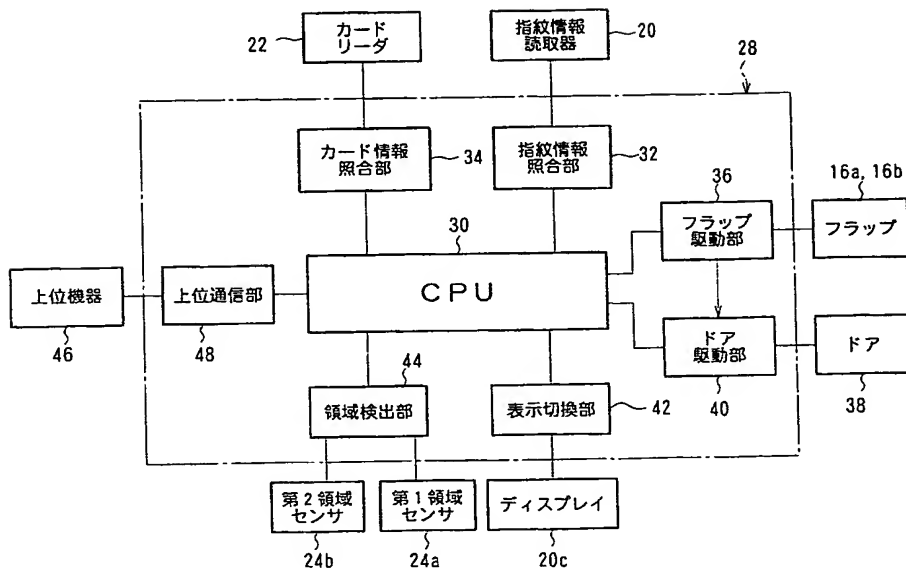 22
カード
リーダ
指紋情報
読取器
20
28
カード情報
照合部
34
指紋情報
照合部
32
36
フラップ
駆動部
16a, 16b
フラップ
30
CPU
上位機器
46
上位通信部
48
ドア
駆動部
40
ドア
38
44
領域検出部
表示切換部
42
第2領域
センサ
24b
第1領域
センサ
24a
ディスプレイ
20c